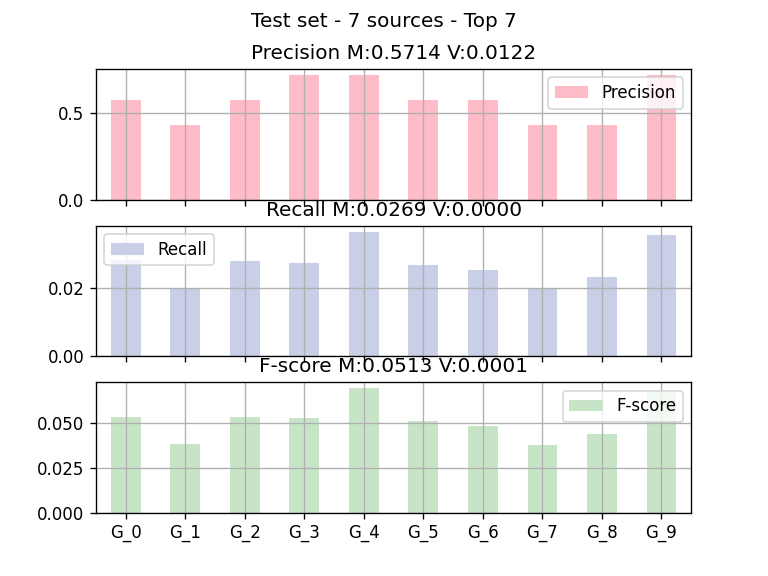 Test set - 7 sources - Top 7
Precision M:0.5714 V:0.0122
Precision
0.5
0.0
Recall M:0.0269 V:0.0000
Recall
0.02
0.00
F-score M:0.0513 V:0.0001
F-score
0.050
0.025
0.000
G_0 G_1 G_2 G_3 G_4 G_5 G_6 G_7 G_8 G_9